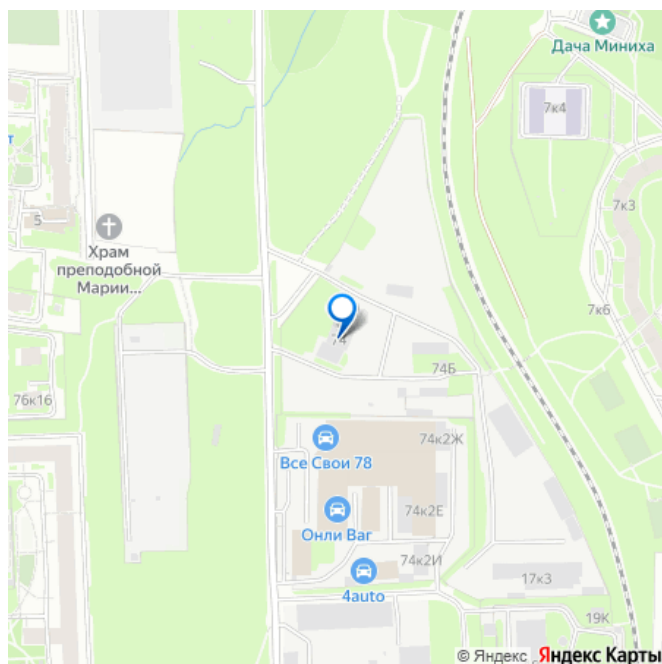 Дача Миниха
7к4
т
5
7к3
Храм
преподобной
Марии...
7к6
74
74Б
76к16
74к2Ж
Все Свои 78
74к2Е
Онли Ваг
74к2И
17к3
4auto
19К
© Яндекс Яндекс Карты